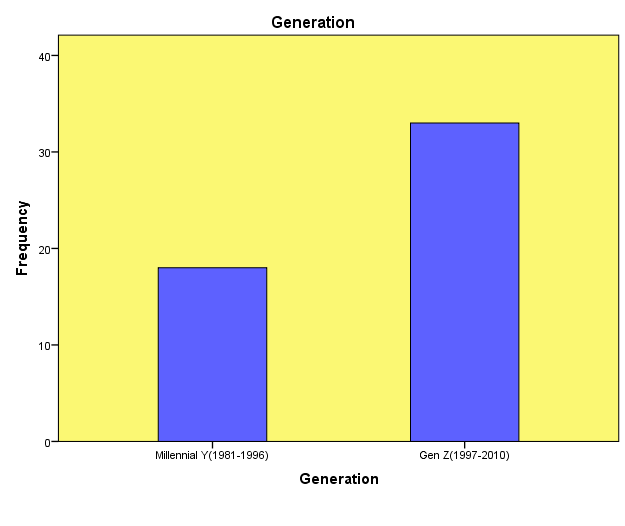 Generation
40
30
20
10
0
Frequency
Millennial Y(1981-1996)
Gen Z(1997-2010)
Generation